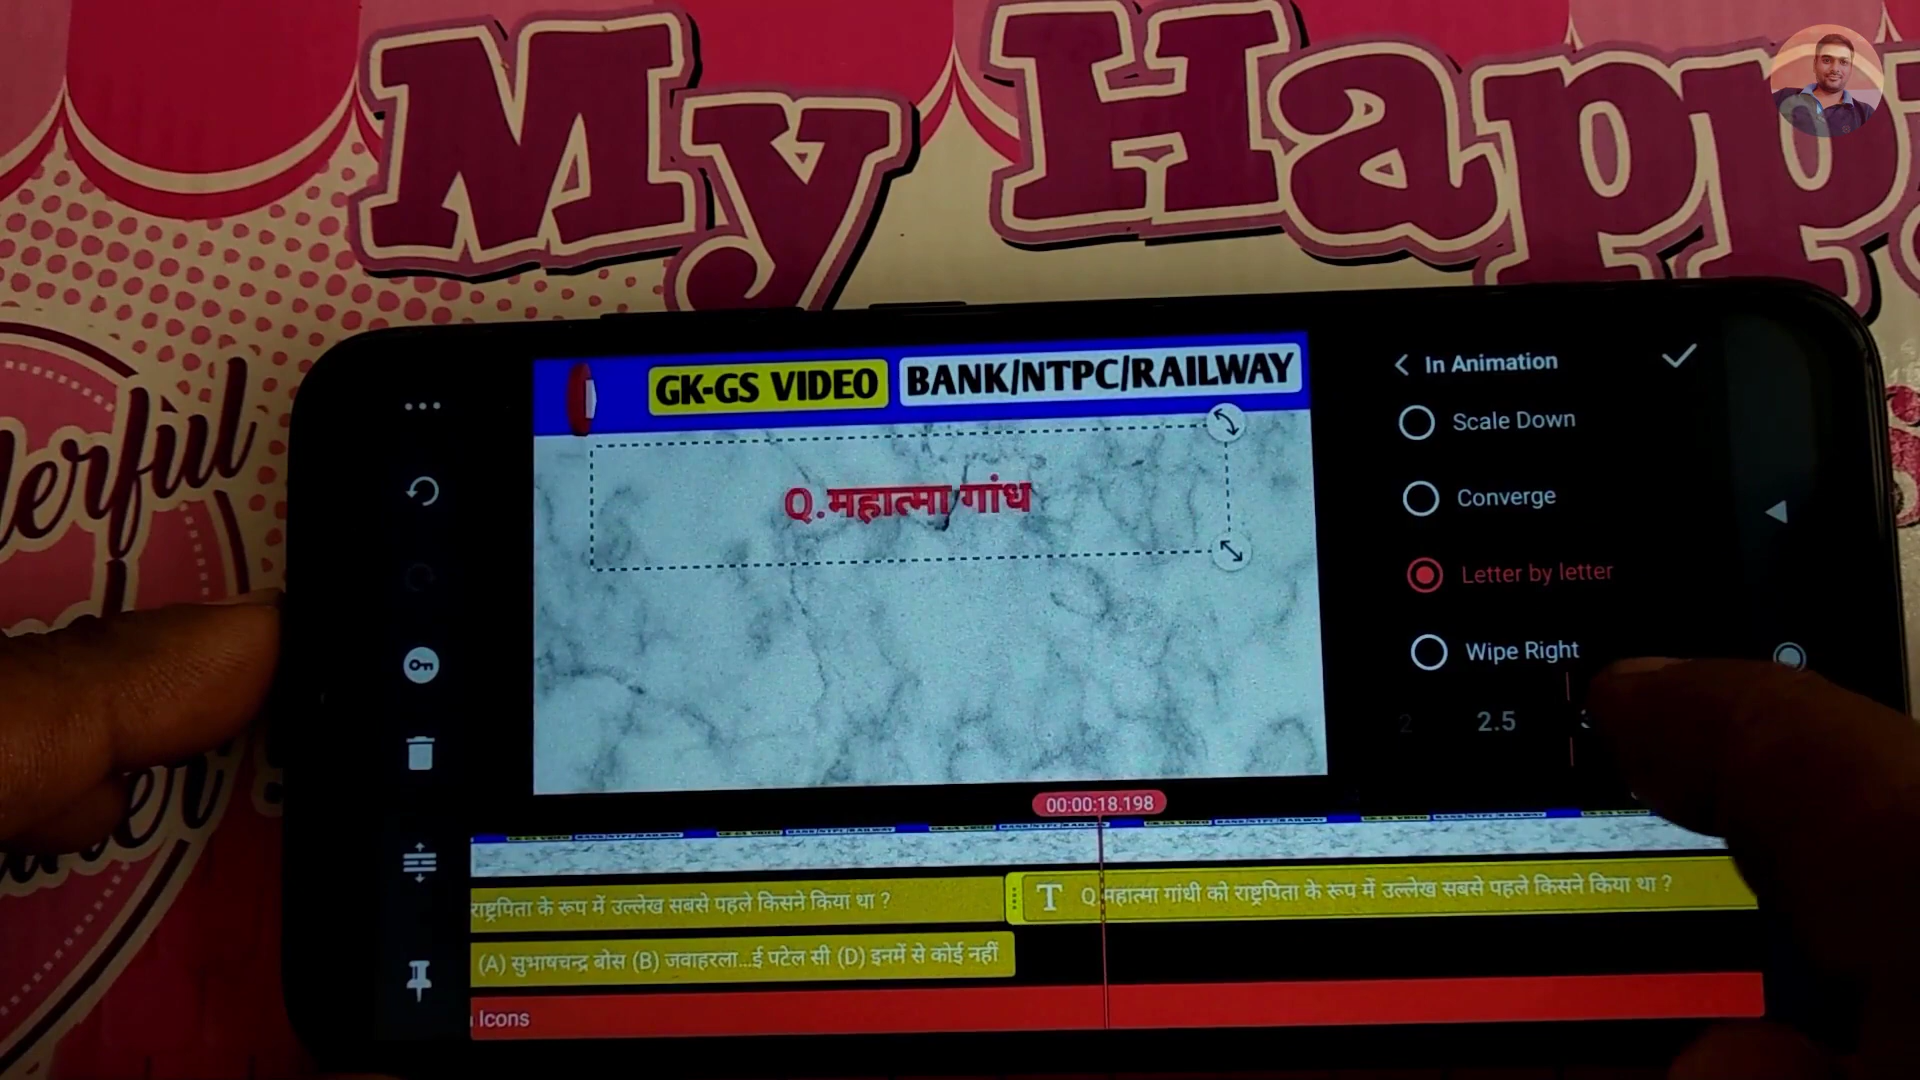 My Happ
erful
GK-GS VIDEO BANK/NTPC/RAILWAY
Q.महात्मा गांध
In Animation
Scale Down
Converge
Letter by letter
Wipe Right
2 2.5
00:00:18.198
राष्ट्रपिता के रूप में उल्लेख सबसे पहले किसने किया था ?
T Q.महात्मा गांधी को राष्ट्रपिता के रूप में उल्लेख सबसे पहले किसने किया था ?
(A) सुभाषचन्द्र बोस (B) जवाहरला...ई पटेल सी (D) इनमें से कोई नहीं
Icons